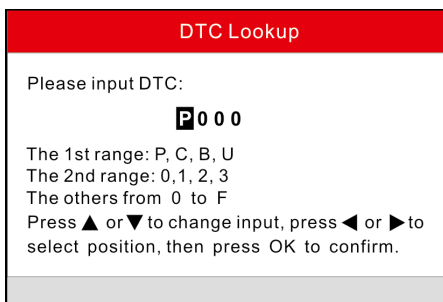 DTC Lookup
Please input DTC:
P000
The 1st range: P, C, B, U
The 2nd range: 0,1, 2, 3
The others from 0 to F
Press ▲ or ▼ to change input, press ◀ or ▶ to
select position, then press OK to confirm.